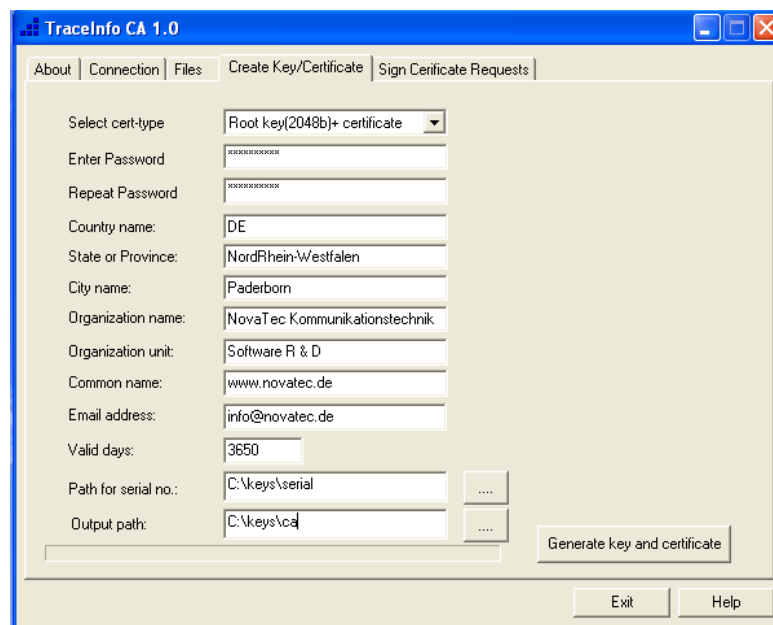 TraceInfo CA 1.0
About Connection Files Create Key/Certificate Sign Cerificate Requests
Select cert-type Root key(2048b)+ certificate
Enter Password **********
Repeat Password **********
Country name: DE
State or Province: NordRhein-Westfalen
City name: Paderborn
Organization name: NovaTec Kommunikationstechnik
Organization unit: Software R & D
Common name: www.novatec.de
Email address: info@novatec.de
Valid days: 3650
Path for serial no.: C:\keys\serial ....
Output path: C:\keys\ca ....
Generate key and certificate
Exit Help